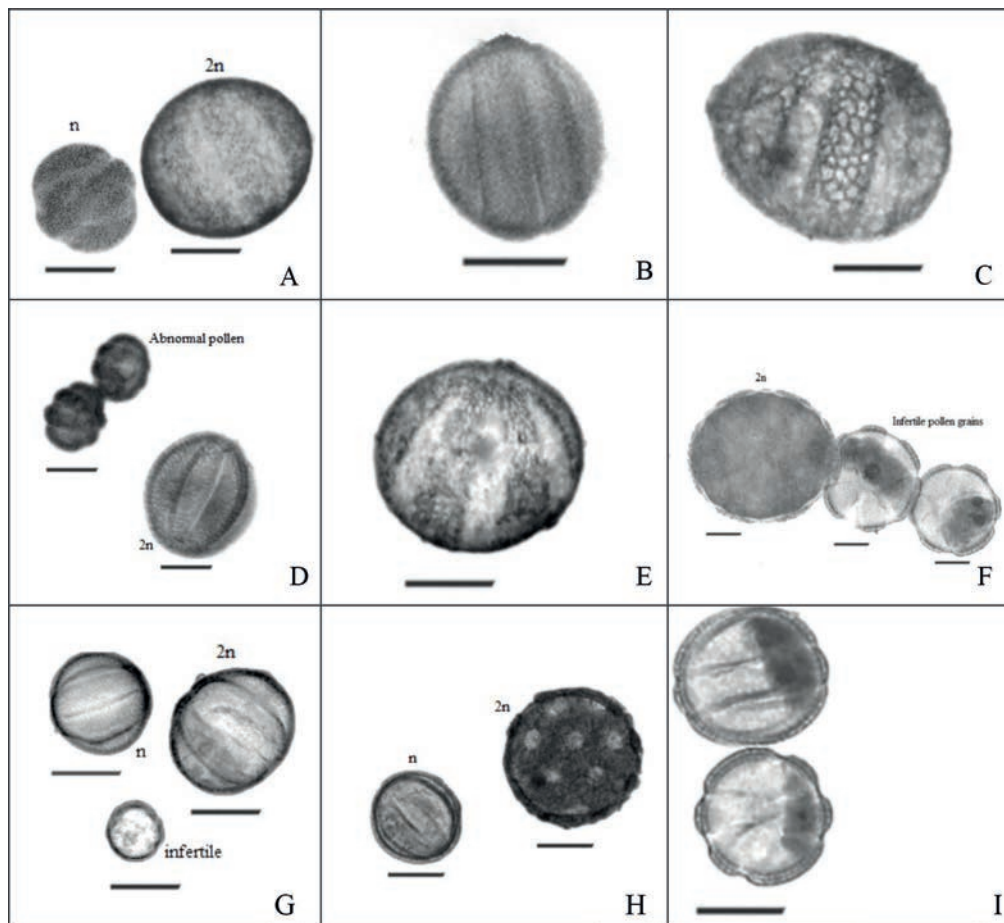 n
2n
A
B
C
Abnormal pollen
2n
D
E
2n
Infertile pollen grains
F
n
2n
infertile
G
n
2n
H
I